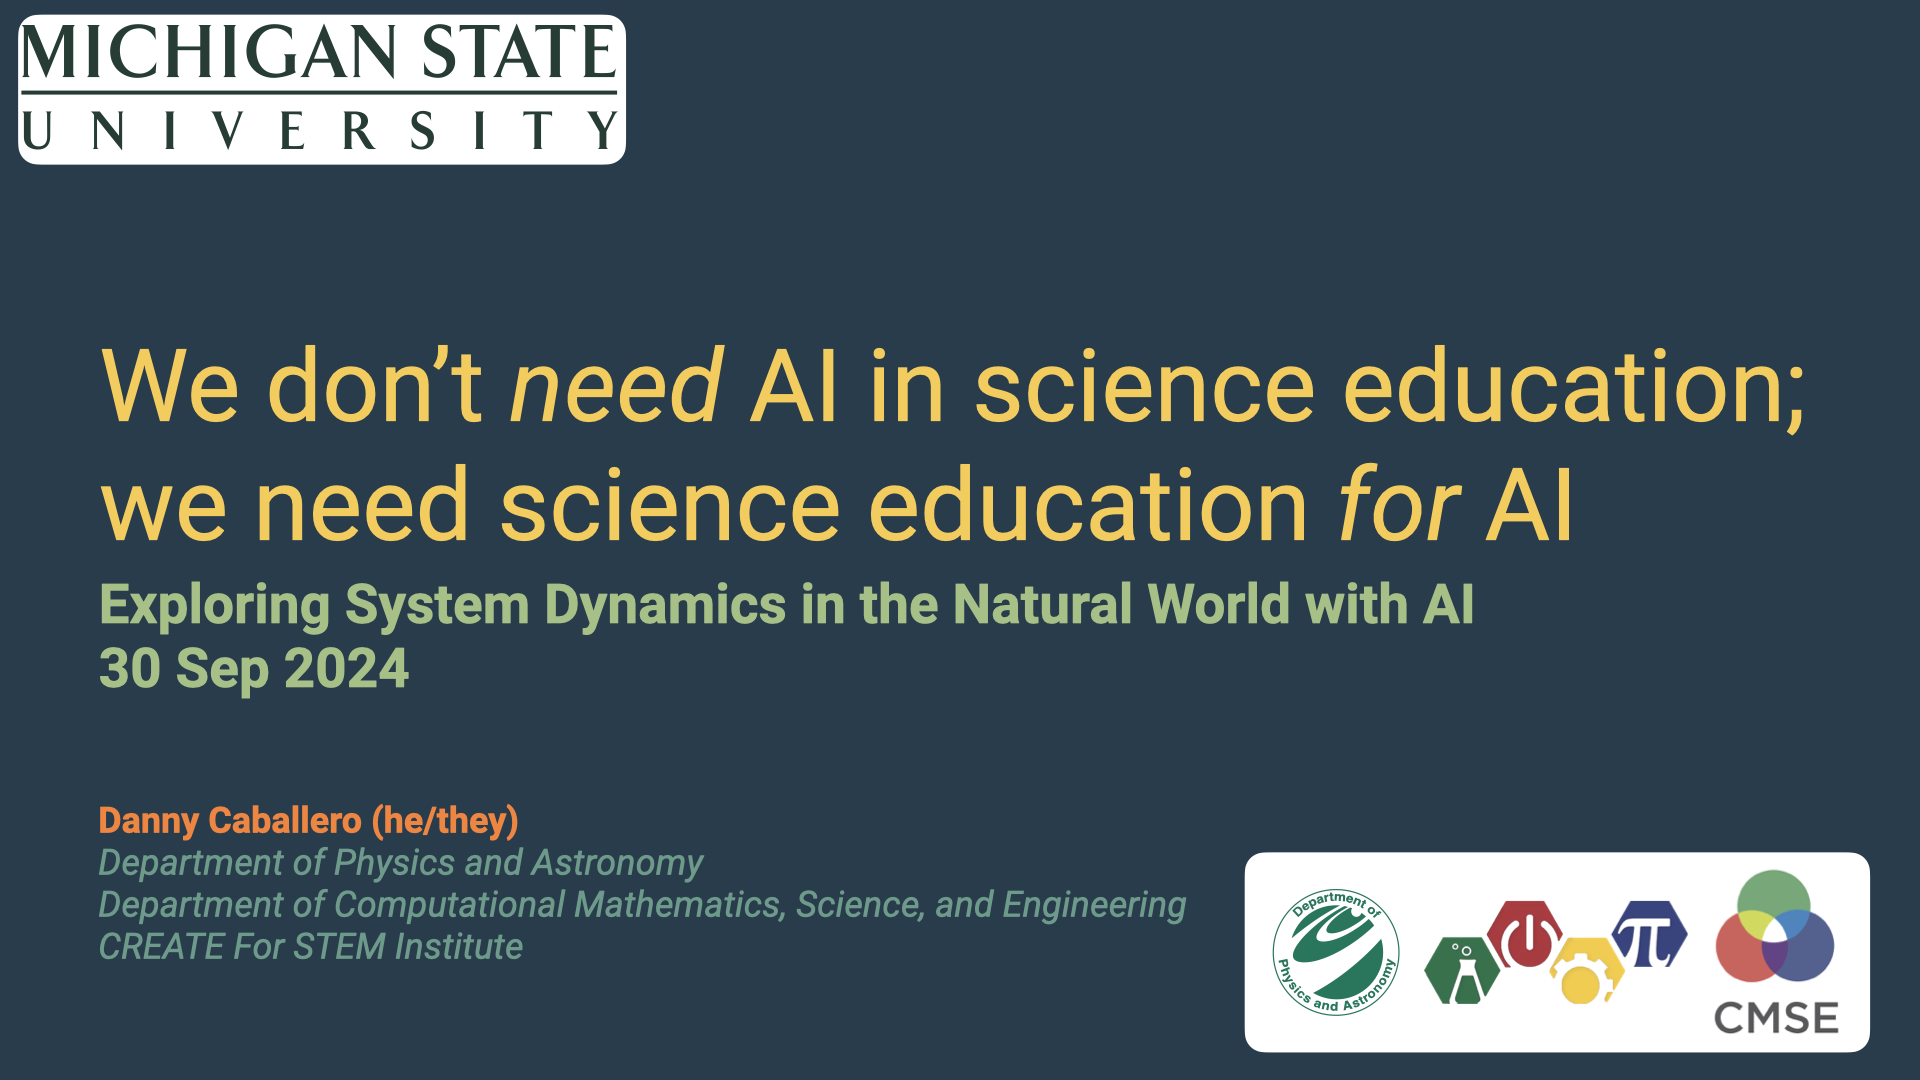 MICHIGAN STATE
UNIVERSITY
We don’t need AI in science education;
we need science education for AI
Exploring System Dynamics in the Natural World with AI
30 Sep 2024
Danny Caballero (he/they)
Department of Physics and Astronomy
Department of Computational Mathematics, Science, and Engineering
CREATE For STEM Institute
Department of
Physics and Astronomy
π
CMSE